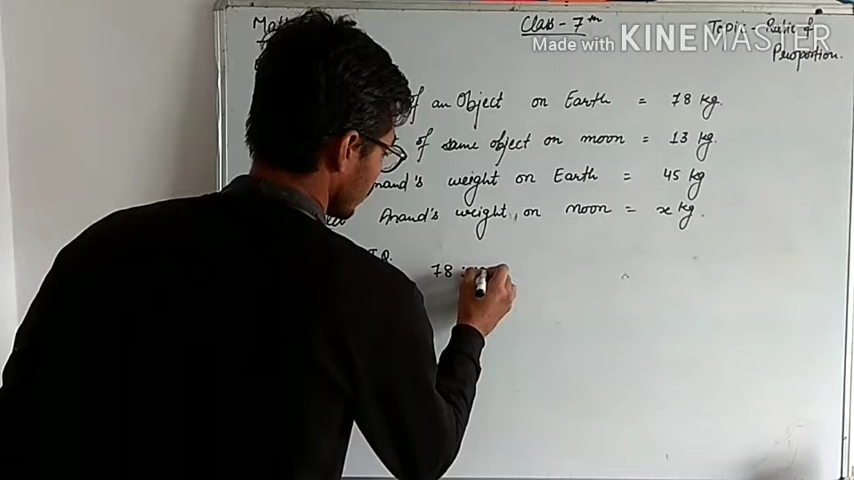 Class - 7th Topic - Ratio &
Made with KINEMASTER
Proportion.
of an Object on Earth = 78 kg.
of same object on moon = 13 kg.
Anand's weight on Earth = 45 kg
Anand's weight, on moon = x kg.
78 :